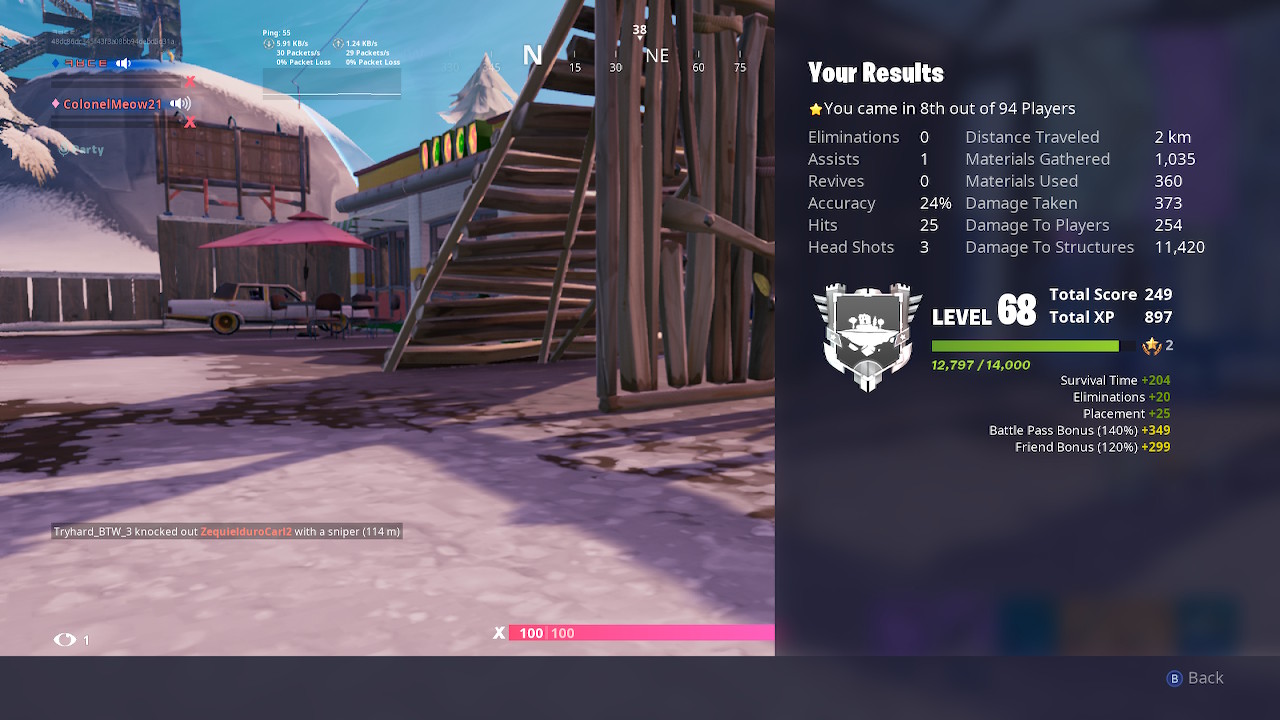 Ping: 55
5.91 KB/s 1.24 KB/s
30 Packets/s 29 Packets/s
0% Packet Loss 0% Packet Loss
38
N 15 30 NE 60 75
ColonelMeow21
Party
Tryhard_BTW_3 knocked out ZequielduroCarl2 with a sniper (114 m)
1
X 100 100
Your Results
You came in 8th out of 94 Players
Eliminations 0 Distance Traveled 2 km
Assists 1 Materials Gathered 1,035
Revives 0 Materials Used 360
Accuracy 24% Damage Taken 373
Hits 25 Damage To Players 254
Head Shots 3 Damage To Structures 11,420
LEVEL 68 Total Score 249
Total XP 897
2
12,797 / 14,000
Survival Time +204
Eliminations +20
Placement +25
Battle Pass Bonus (140%) +349
Friend Bonus (120%) +299
B Back